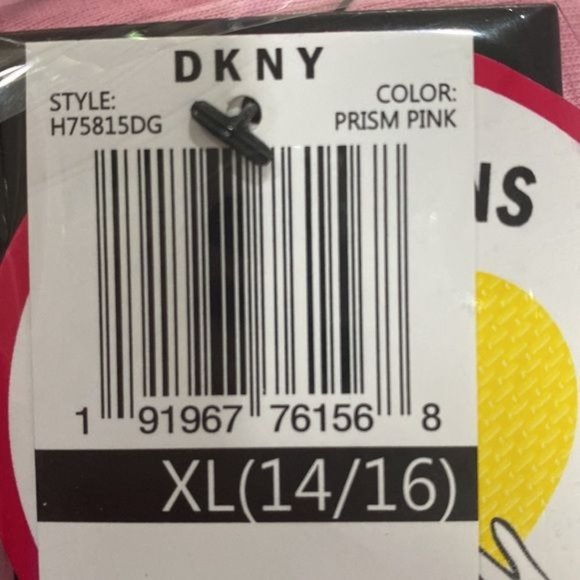 DKNY
STYLE: COLOR:
H75815DG PRISM PINK
NS
1 91967 76156 8
XL(14/16)